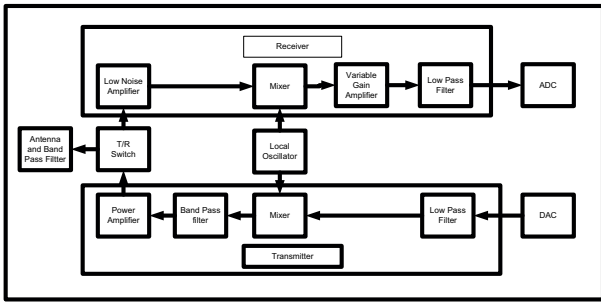 Receiver
Low Noise
Amplifier
Mixer
Variable
Gain
Amplifier
Low Pass
Filter
ADC
Antenna
and Band
Pass Filtter
T/R
Switch
Local
Oscillator
Power
Amplifier
Band Pass
filter
Mixer
Low Pass
Filter
DAC
Transmitter